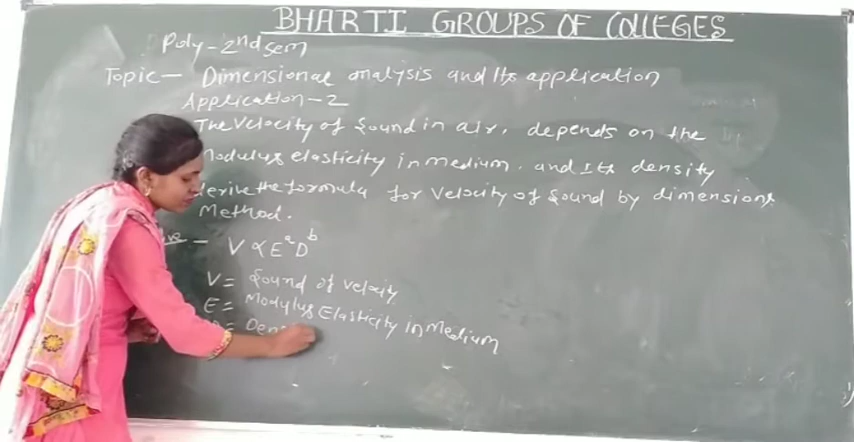 BHARTI GROUPS OF COLLEGES
Poly - 2nd sem
Topic - Dimensional analysis and Its application
Application - 2
The Velocity of Sound in air, depends on the
Modulus elasticity in medium. and Its density
derive the formula for Velocity of Sound by dimensions
Method.
- V ∝ E^a D^b
V = Sound of velocity
E = Modulus Elasticity in Medium
= Den